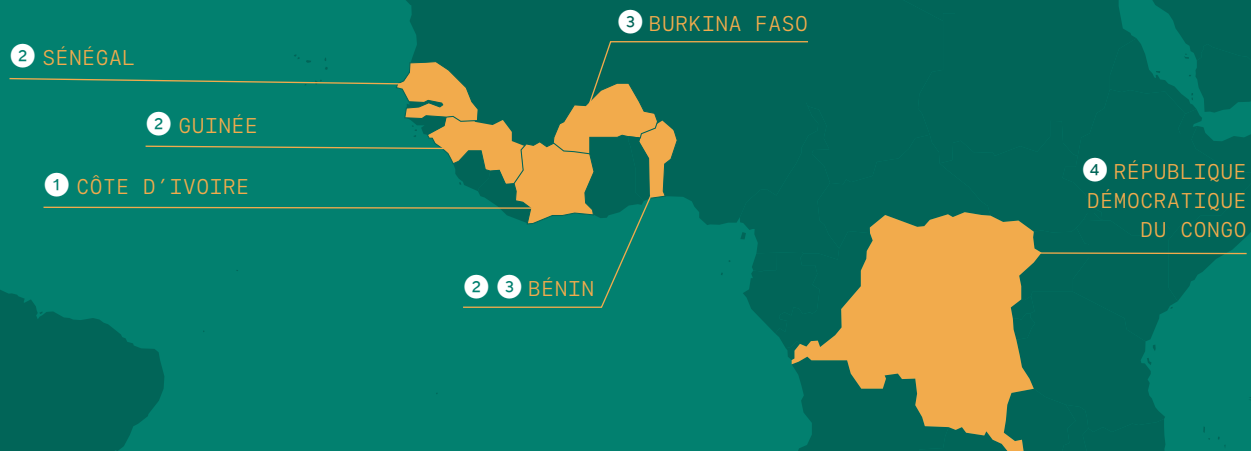 3 BURKINA FASO
2 SÉNÉGAL
2 GUINÉE
1 CÔTE D'IVOIRE
4 RÉPUBLIQUE
DÉMOCRATIQUE
DU CONGO
2 3 BÉNIN